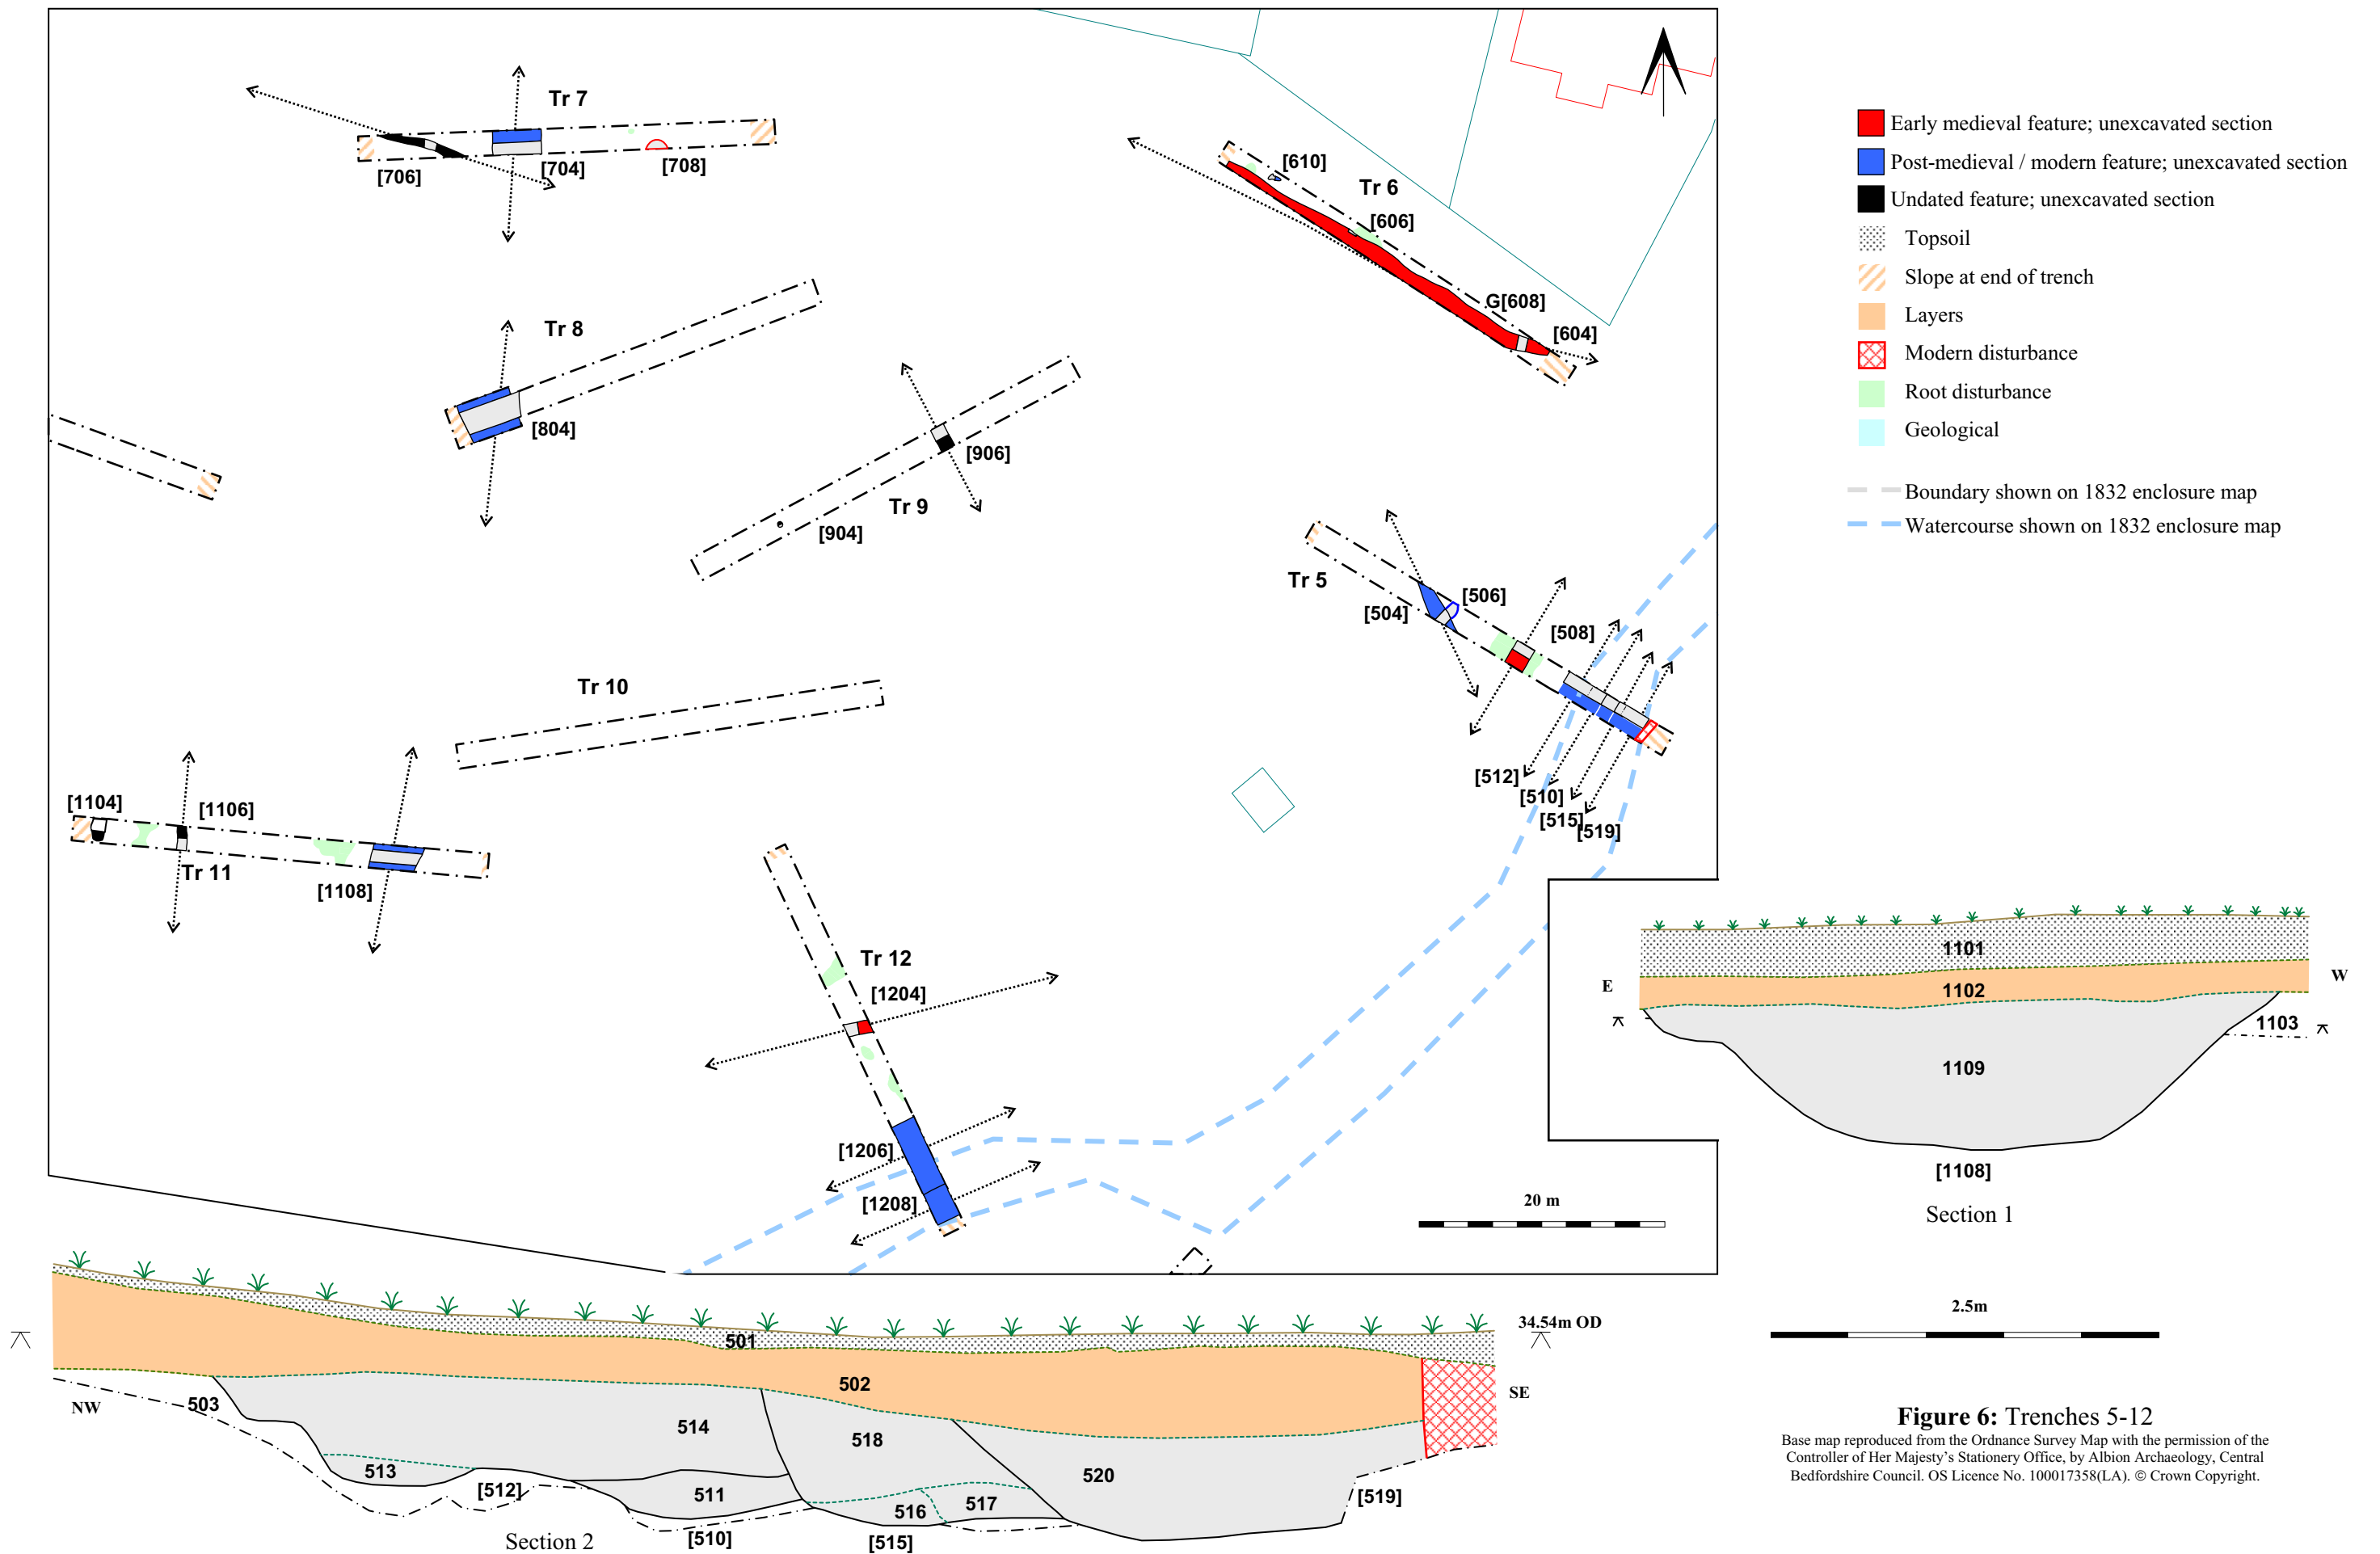 Tr 7
[706]
[704]
[708]
Tr 8
[804]
[906]
Tr 9
[904]
[610]
Tr 6
[606]
G[608]
[604]
Tr 5
[504]
[506]
[508]
[512]
[510]
[515]
[519]
Tr 10
[1104]
[1106]
Tr 11
[1108]
Tr 12
[1204]
[1206]
[1208]
20 m
Early medieval feature; unexcavated section
Post-medieval / modern feature; unexcavated section
Undated feature; unexcavated section
Topsoil
Slope at end of trench
Layers
Modern disturbance
Root disturbance
Geological
Boundary shown on 1832 enclosure map
Watercourse shown on 1832 enclosure map
1101
E
W
1102
1103
1109
[1108]
Section 1
2.5m
34.54m OD
501
502
503
NW
SE
514
518
513
520
[512]
511
516
517
[519]
[510]
[515]
Section 2
Figure 6: Trenches 5-12
Base map reproduced from the Ordnance Survey Map with the permission of the
Controller of Her Majesty's Stationery Office, by Albion Archaeology, Central
Bedfordshire Council. OS Licence No. 100017358(LA). © Crown Copyright.